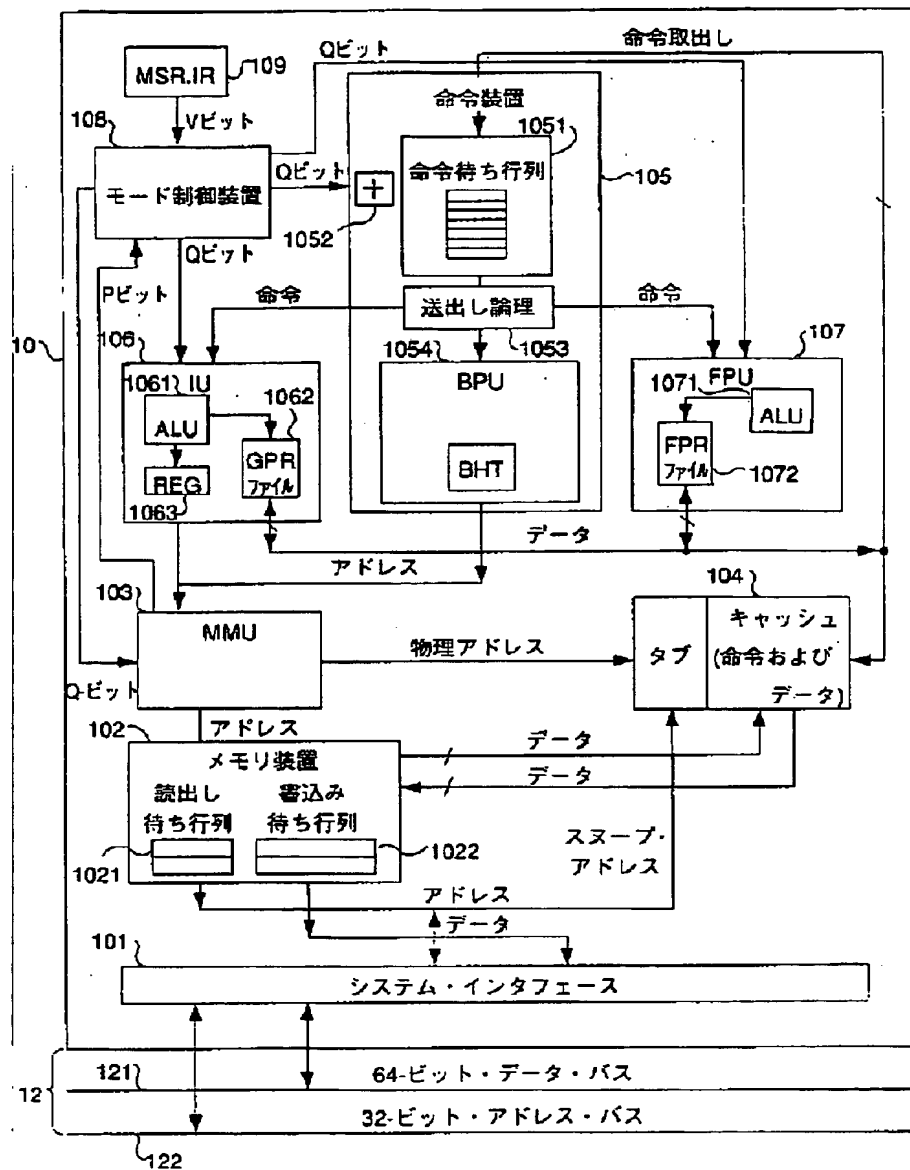 命令取出し
Qビット
MSR.IR
109
命令装置
108
Vビット
1051
命令待ち行列
Qビット
105
モード制御装置
1052
Qビット
Pビット
命令
送出し論理
命令
10
106
1054
1053
107
IU
BPU
FPU
1061
1062
1071
ALU
ALU
GPR
ファイル
BHT
FPR
ファイル
REG
1072
1063
データ
アドレス
103
104
MMU
キャッシュ
(命令および
データ)
タブ
物理アドレス
Q-ビット
アドレス
102
メモリ装置
データ
データ
読出し
待ち行列
書込み
待ち行列
1021
1022
スヌープ・
アドレス
アドレス
データ
101
システム・インタフェース
12
121
64-ビット・データ・バス
32-ビット・アドレス・バス
122